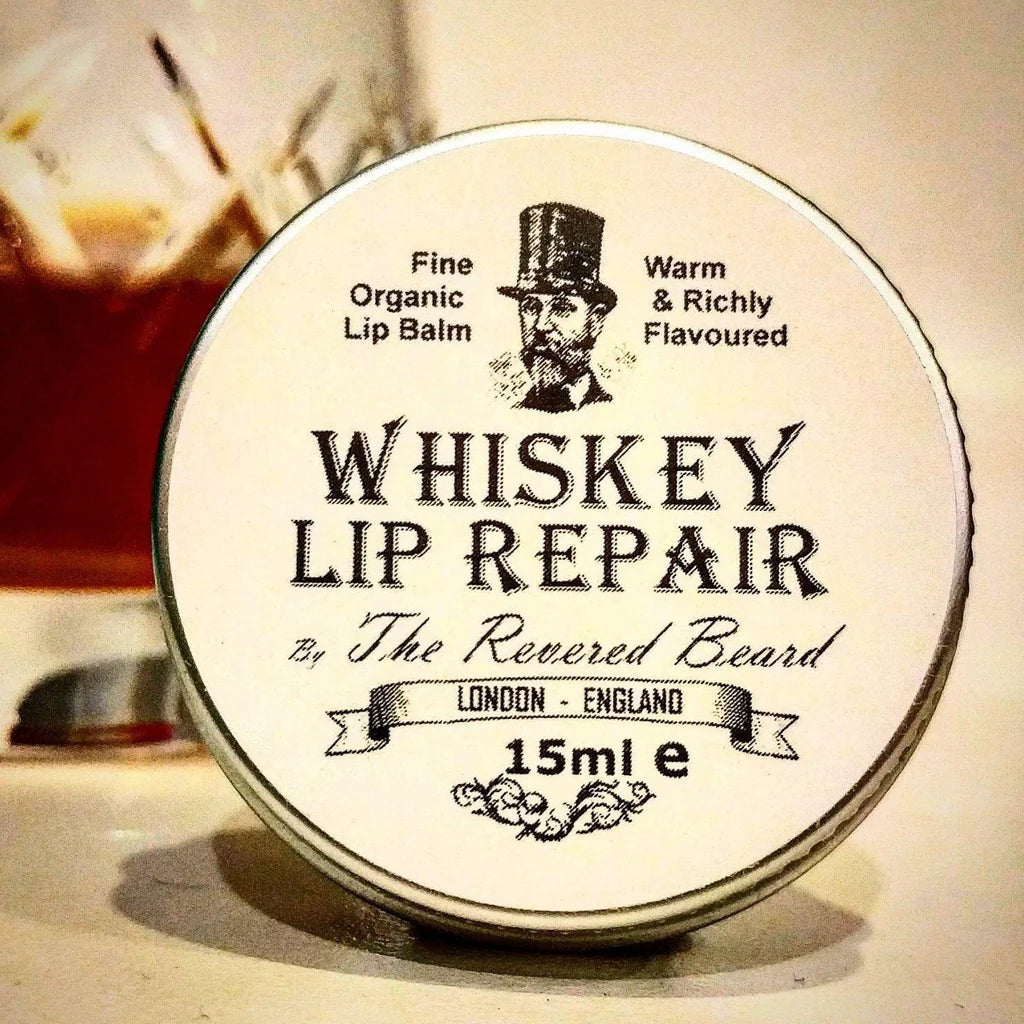 Fine
Organic
Lip Balm
Warm
& Richly
Flavoured
WHISKEY
LIP REPAIR
By The Revered Beard
LONDON - ENGLAND
15ml e